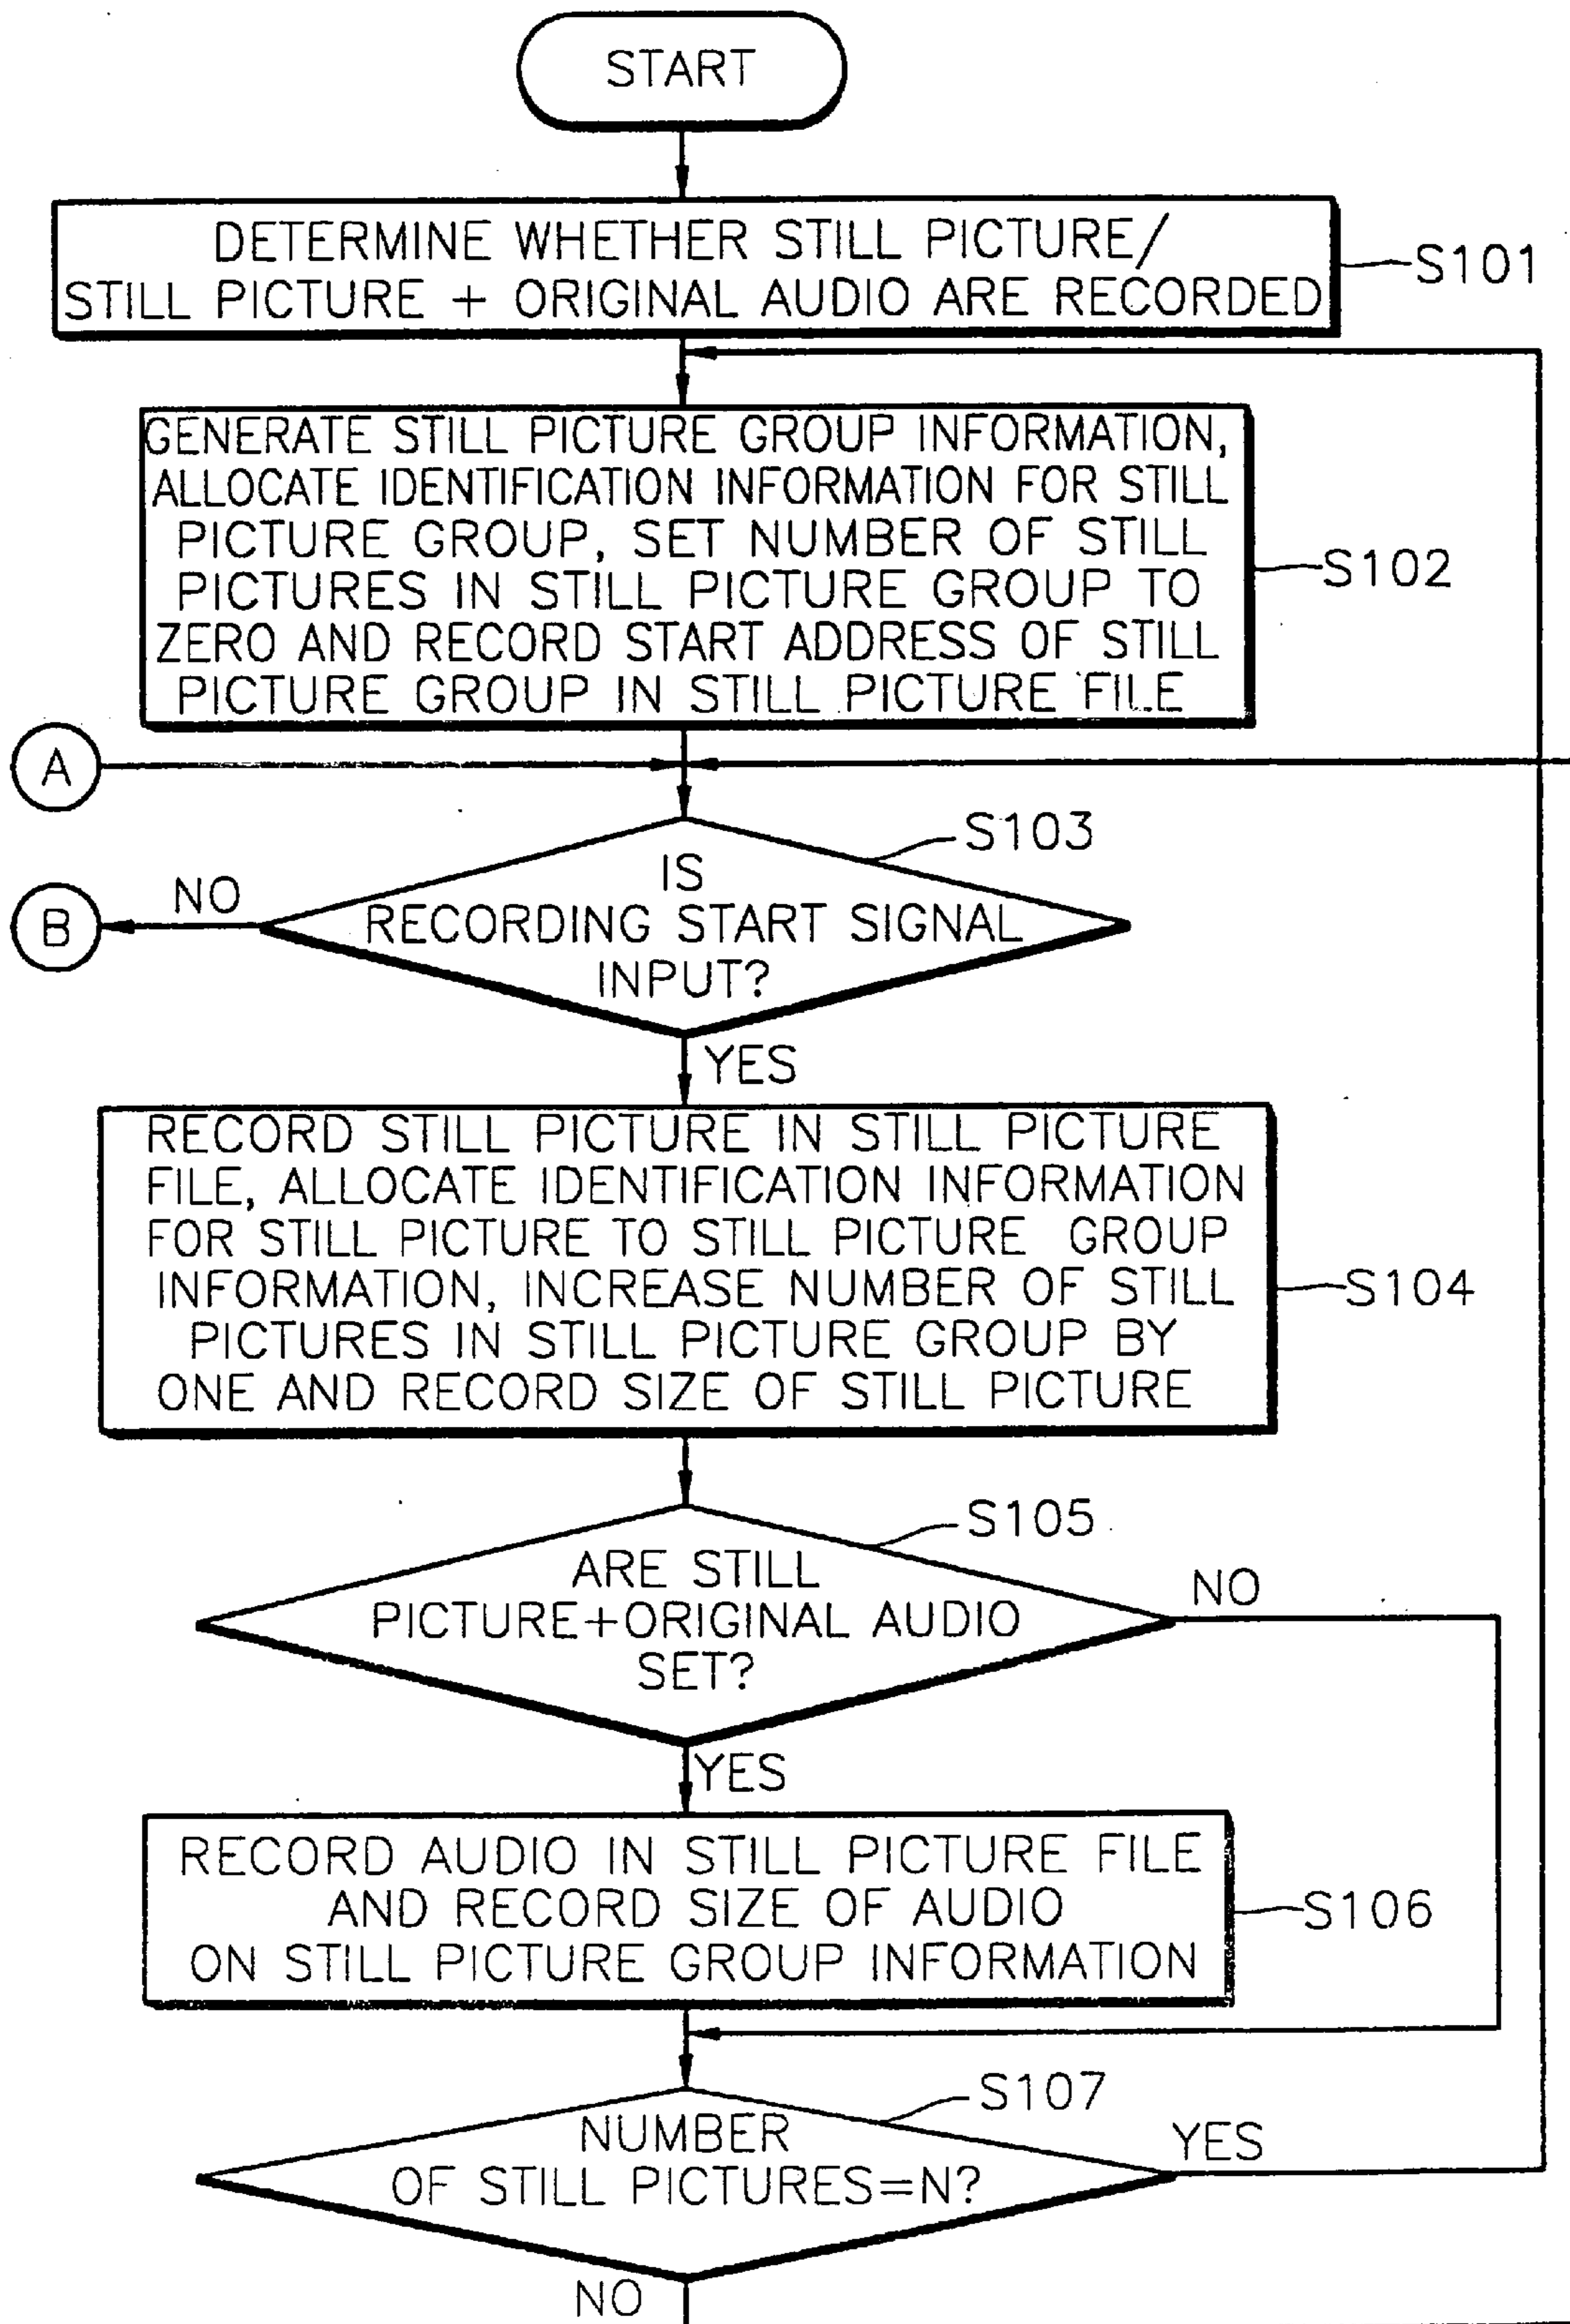 START
DETERMINE WHETHER STILL PICTURE/
STILL PICTURE + ORIGINAL AUDIO ARE RECORDED
S101
GENERATE STILL PICTURE GROUP INFORMATION,
ALLOCATE IDENTIFICATION INFORMATION FOR STILL
PICTURE GROUP, SET NUMBER OF STILL
PICTURES IN STILL PICTURE GROUP TO
ZERO AND RECORD START ADDRESS OF STILL
PICTURE GROUP IN STILL PICTURE FILE
S102
A
S103
IS
RECORDING START SIGNAL
INPUT?
NO
B
YES
RECORD STILL PICTURE IN STILL PICTURE
FILE, ALLOCATE IDENTIFICATION INFORMATION
FOR STILL PICTURE TO STILL PICTURE GROUP
INFORMATION, INCREASE NUMBER OF STILL
PICTURES IN STILL PICTURE GROUP BY
ONE AND RECORD SIZE OF STILL PICTURE
S104
S105
ARE STILL
PICTURE+ORIGINAL AUDIO
SET?
NO
YES
RECORD AUDIO IN STILL PICTURE FILE
AND RECORD SIZE OF AUDIO
ON STILL PICTURE GROUP INFORMATION
S106
S107
NUMBER
OF STILL PICTURES=N?
YES
NO